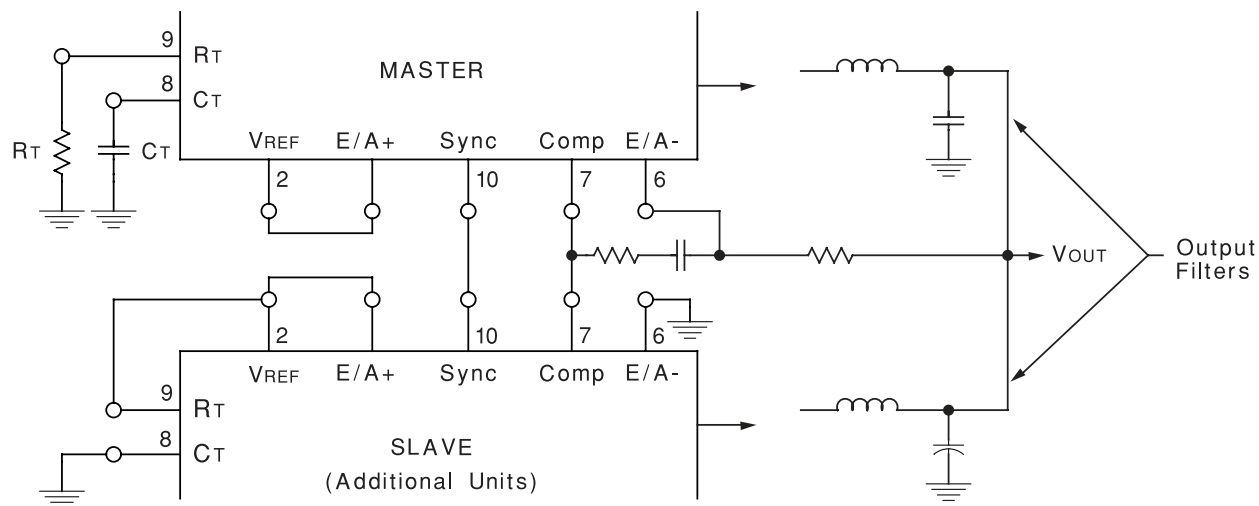 9
RT
MASTER
8
CT
RT
CT
VREF
E/A+
Sync
Comp
E/A-
2
10
7
6
VOUT
Output
Filters
2
10
7
6
VREF
E/A+
Sync
Comp
E/A-
9
RT
8
CT
SLAVE
(Additional Units)